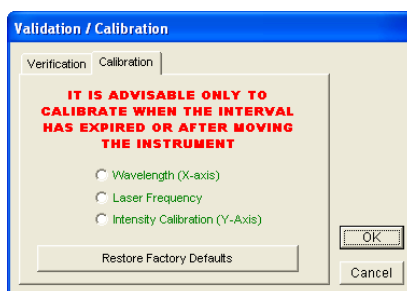 Validation / Calibration
Verification Calibration
IT IS ADVISABLE ONLY TO
CALIBRATE WHEN THE INTERVAL
HAS EXPIRED OR AFTER MOVING
THE INSTRUMENT
Wavelength (X-axis)
Laser Frequency
Intensity Calibration (Y-Axis)
OK
Restore Factory Defaults
Cancel